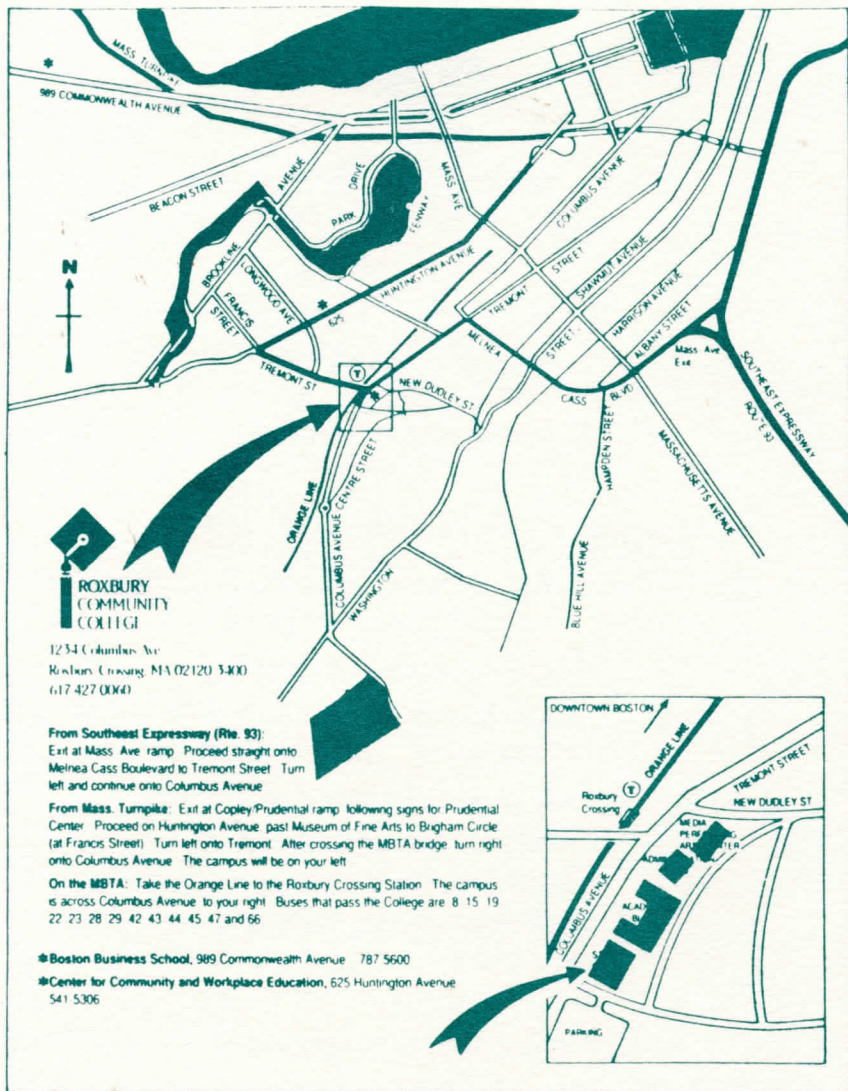 MASS TURNPIKE
989 COMMONWEALTH AVENUE
BEACON STREET
AVENUE
BROOKLINE
PARK
DRIVE
FENWAY
MASS AVE
COLUMBUS AVENUE
LONGWOOD AVE
FRANCIS
STREET
HUNTINGTON AVENUE
625
TREMONT
STREET
SHAWMUT AVENUE
HARRISON AVENUE
ALBANY STREET
N
TREMONT ST
T
NEW DUDLEY ST
MELNEA
STREET
CASS
BLVD
Mass Ave
Exit
SOUTHEAST EXPRESSWAY
ROUTE 93
HAMPDEN STREET
MASSACHUSETTS AVENUE
BLUE HILL AVENUE
ORANGE LINE
COLUMBUS AVENUE
CENTRE STREET
WASHINGTON
ROXBURY
COMMUNITY
COLLEGE
1234 Columbus Ave
Roxbury Crossing, MA 02120 3400
617 427 0060
From Southeast Expressway (Rte. 93):
Exit at Mass Ave ramp Proceed straight onto
Melnea Cass Boulevard to Tremont Street Turn
left and continue onto Columbus Avenue
From Mass. Turnpike: Exit at Copley/Prudential ramp following signs for Prudential
Center Proceed on Huntington Avenue past Museum of Fine Arts to Brigham Circle
(at Francis Street) Turn left onto Tremont After crossing the MBTA bridge turn right
onto Columbus Avenue The campus will be on your left
On the MBTA: Take the Orange Line to the Roxbury Crossing Station The campus
is across Columbus Avenue to your right Buses that pass the College are 8 15 19
22 23 28 29 42 43 44 45 47 and 66
*Boston Business School, 989 Commonwealth Avenue 787 5600
*Center for Community and Workplace Education, 625 Huntington Avenue
541 5306
DOWNTOWN BOSTON
ORANGE LINE
T
Roxbury
Crossing
TREMONT STREET
NEW DUDLEY ST
MEDIA
COLUMBUS AVENUE
PARKING